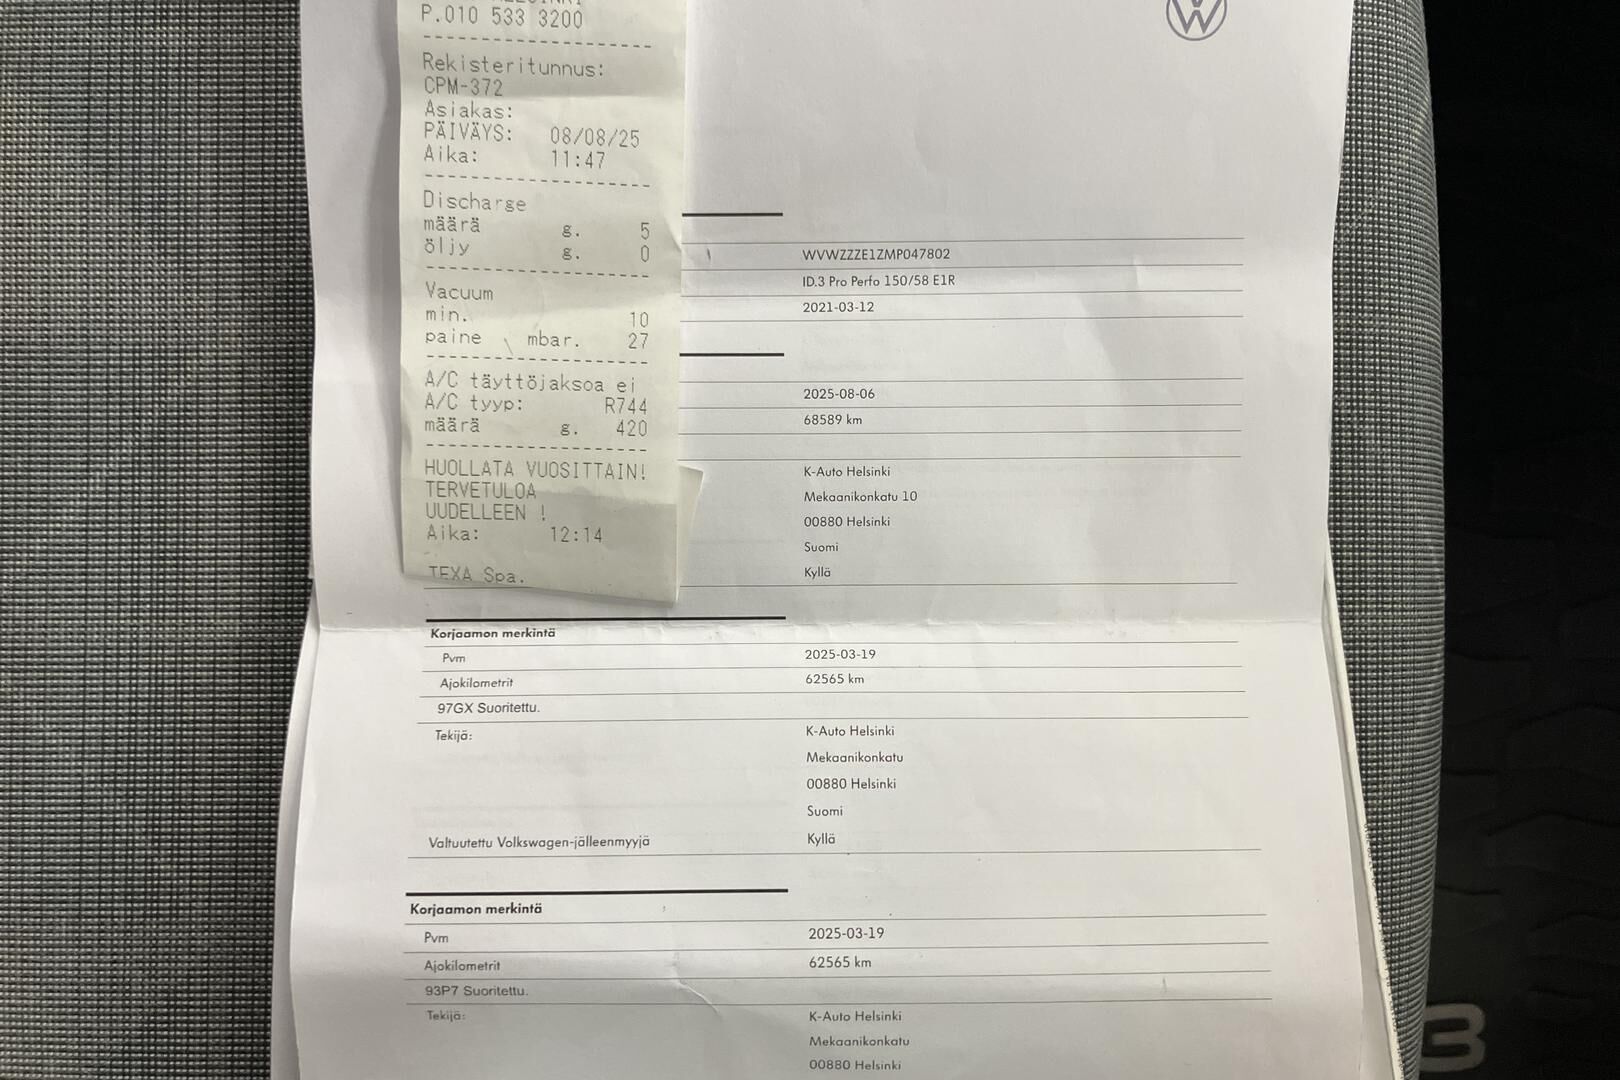 P.010 533 3200
Rekisteritunnus:
CPM-372
Asiakas:
PÄIVÄYS: 08/08/25
Aika: 11:47
Discharge
määrä g. 5
öljy g. 0
Vacuum
min. 10
paine mbar. 27
A/C täyttöjaksoa ei
A/C tyyp: R744
määrä g. 420
HUOLLATA VUOSITTAIN!
TERVETULOA
UUDELLEEN !
Aika: 12:14
TEXA Spa.
WVWZZZE1ZMP047802
ID.3 Pro Perfo 150/58 E1R
2021-03-12
2025-08-06
68589 km
K-Auto Helsinki
Mekaanikonkatu 10
00880 Helsinki
Suomi
Kyllä
Korjaamon merkintä
Pvm 2025-03-19
Ajokilometrit 62565 km
97GX Suoritettu.
Tekijä: K-Auto Helsinki
Mekaanikonkatu
00880 Helsinki
Suomi
Valtuutettu Volkswagen-jälleenmyyjä Kyllä
Korjaamon merkintä
Pvm 2025-03-19
Ajokilometrit 62565 km
93P7 Suoritettu.
Tekijä: K-Auto Helsinki
Mekaanikonkatu
00880 Helsinki
3